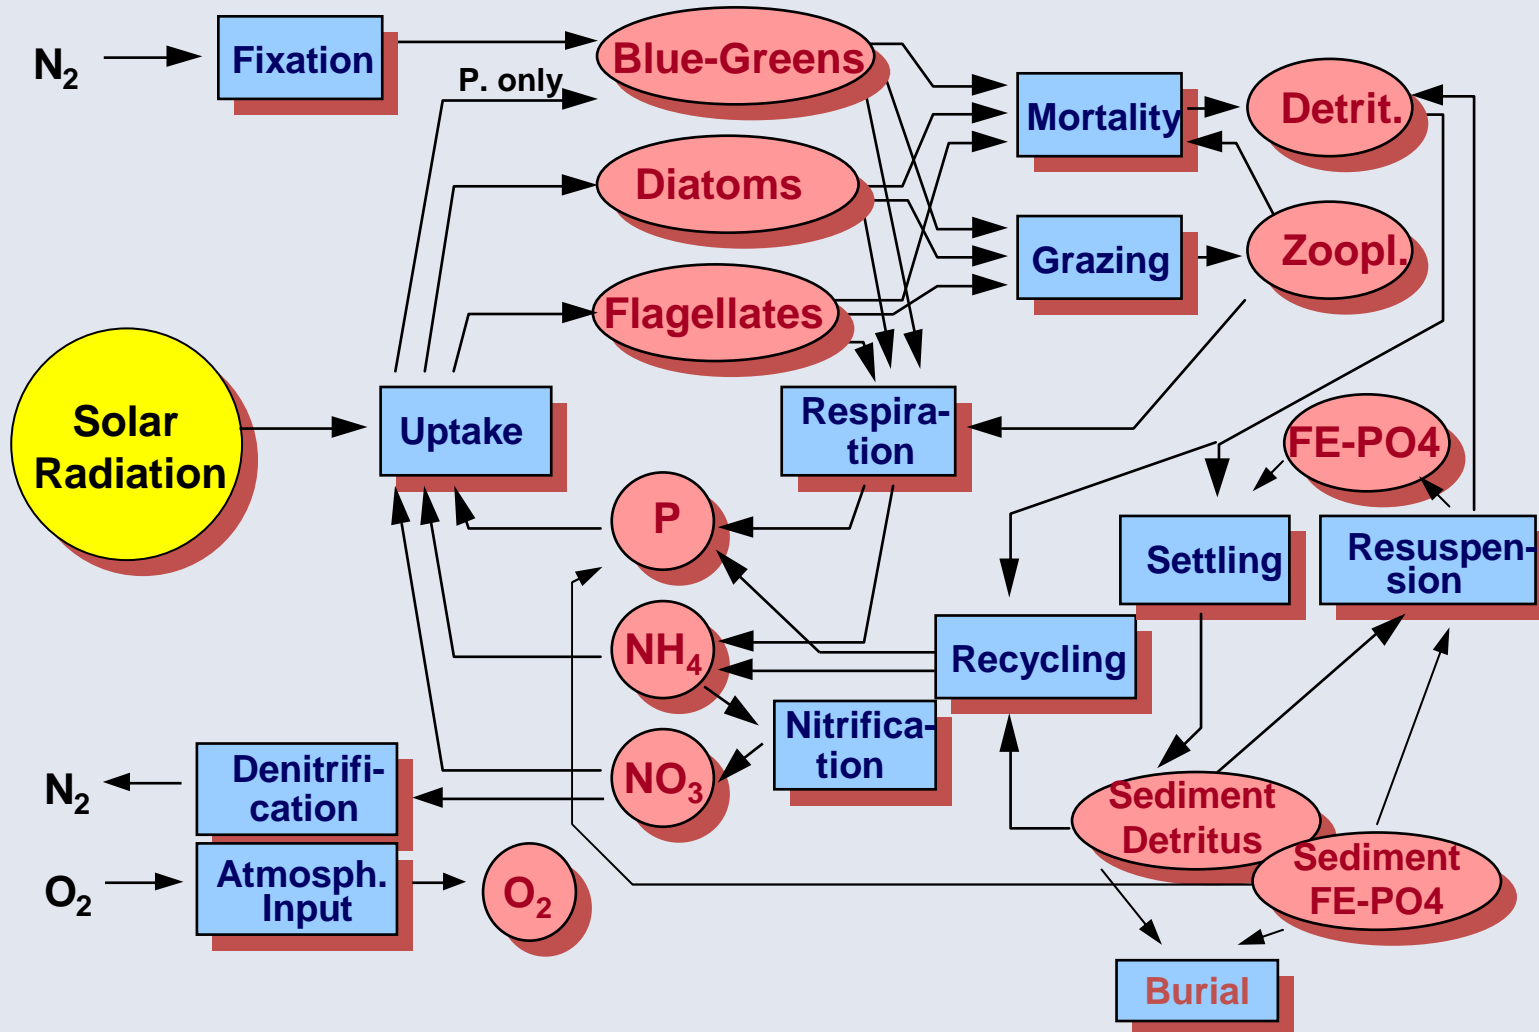 N2
Fixation
P. only
Blue-Greens
Mortality
Detrit.
Diatoms
Grazing
Zoopl.
Flagellates
Solar
Radiation
Uptake
Respira-
tion
FE-PO4
P
Settling
Resuspen-
sion
NH4
Recycling
Nitrifica-
tion
NO3
N2
Denitrifi-
cation
Sediment
Detritus
O2
Atmosph.
Input
O2
Sediment
FE-PO4
Burial